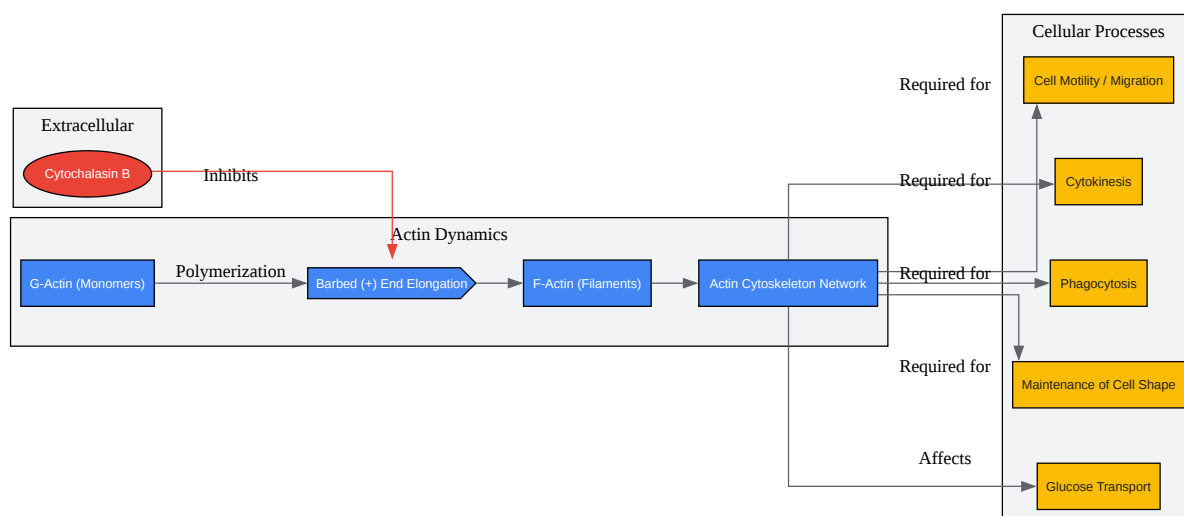 Cellular Processes
Cell Motility / Migration
Required for
Extracellular
Cytochalasin B
Inhibits
Required for
Cytokinesis
Actin Dynamics
G-Actin (Monomers)
Polymerization
Barbed (+) End Elongation
F-Actin (Filaments)
Actin Cytoskeleton Network
Required for
Phagocytosis
Required for
Maintenance of Cell Shape
Affects
Glucose Transport